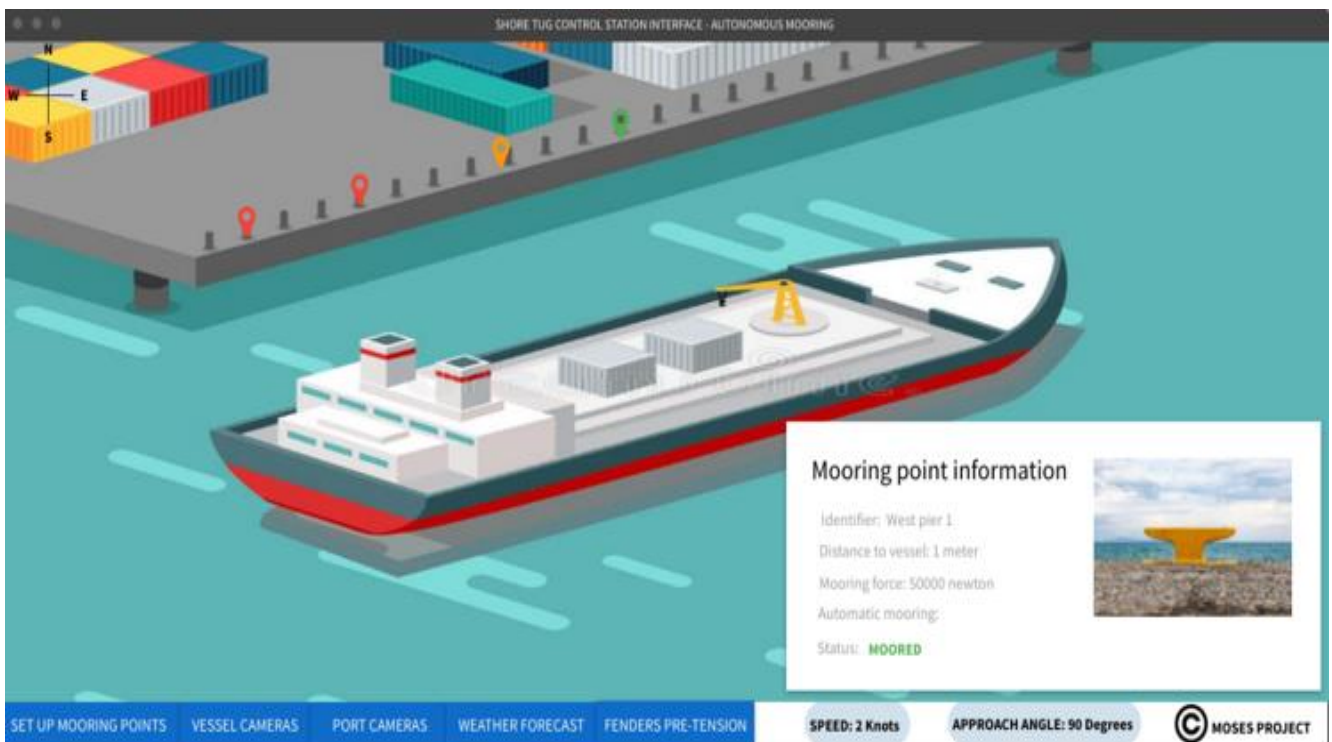 SHORE TUG CONTROL STATION INTERFACE - AUTONOMOUS MOORING
N
W E
S
Mooring point information
Identifier: West pier 1
Distance to vessel: 1 meter
Mooring force: 50000 newton
Automatic mooring:
Status: MOORED
SET UP MOORING POINTS VESSEL CAMERAS PORT CAMERAS WEATHER FORECAST FENDERS PRE-TENSION SPEED: 2 Knots APPROACH ANGLE: 90 Degrees © MOSES PROJECT